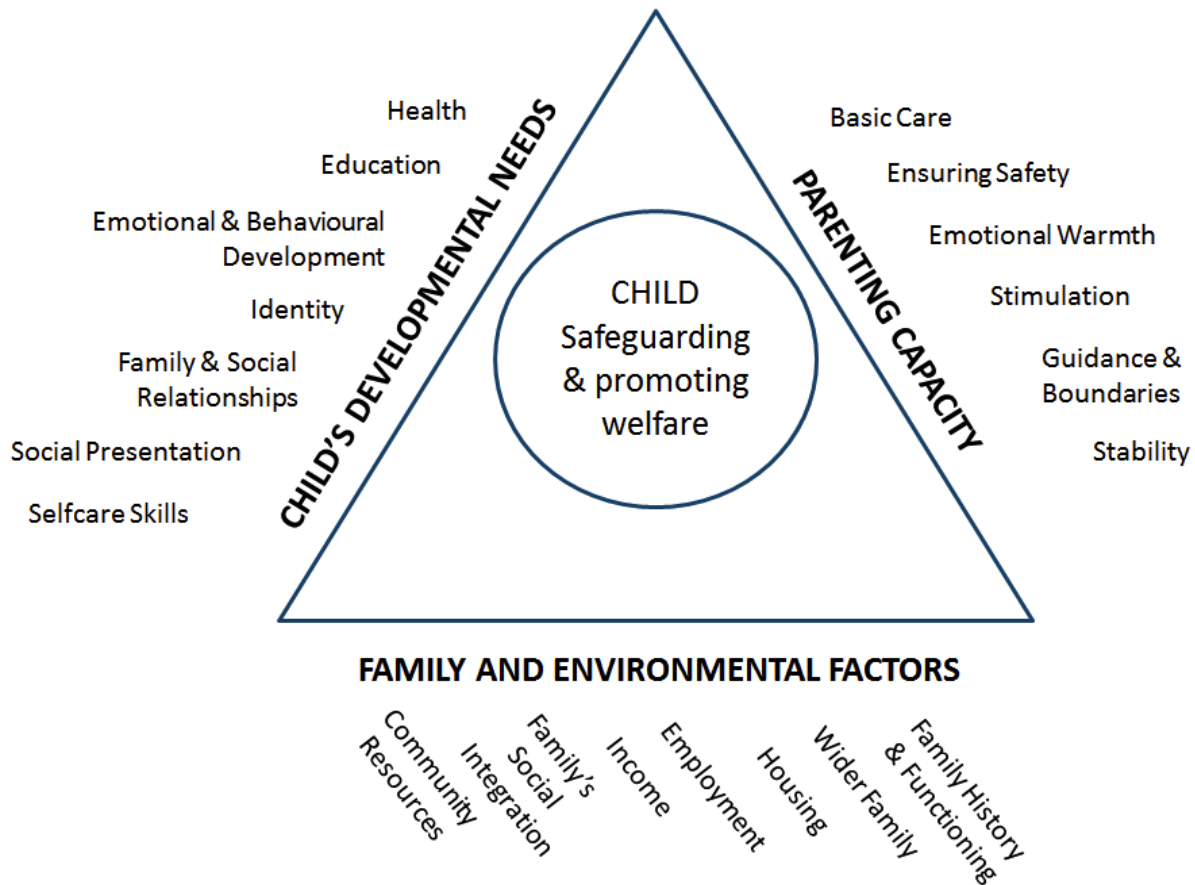 Health
Education
Emotional & Behavioural
Development
Identity
Family & Social
Relationships
Social Presentation
Selfcare Skills
CHILD'S DEVELOPMENTAL NEEDS
CHILD
Safeguarding
& promoting
welfare
PARENTING CAPACITY
Basic Care
Ensuring Safety
Emotional Warmth
Stimulation
Guidance &
Boundaries
Stability
FAMILY AND ENVIRONMENTAL FACTORS
Community
Resources
Family's
Social
Integration
Income
Employment
Housing
Wider Family
Family History
& Functioning